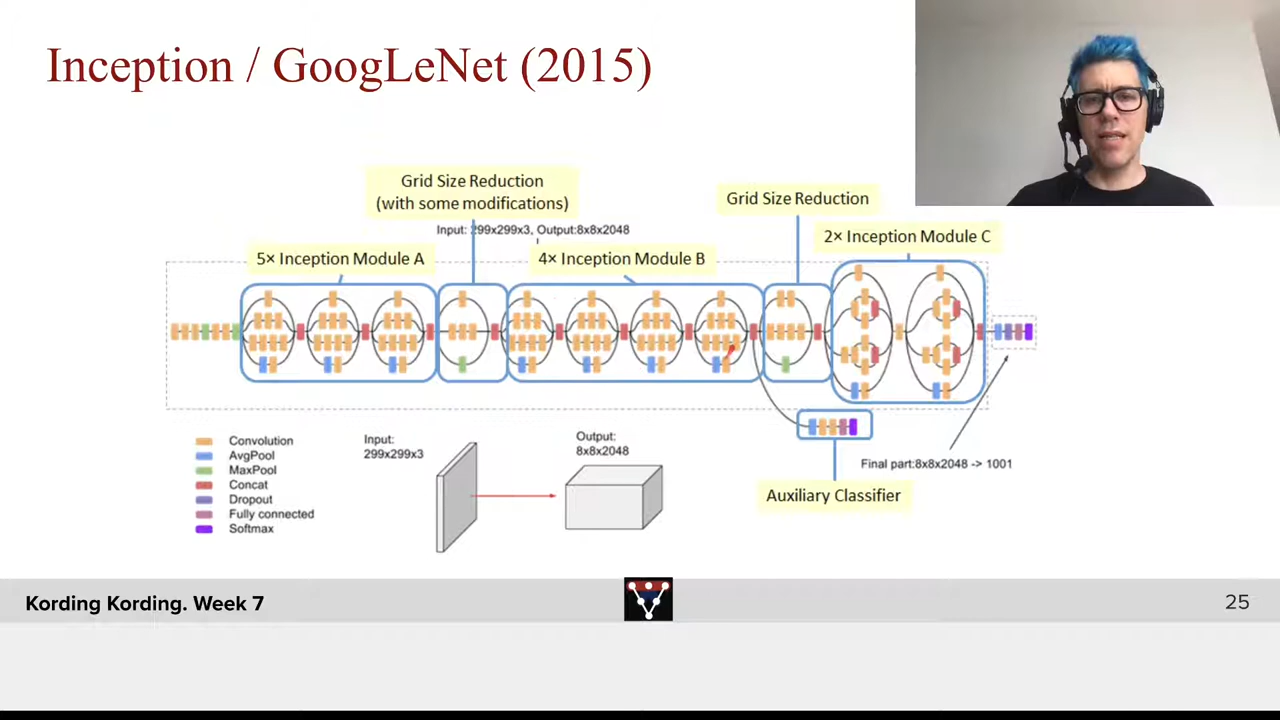 Inception / GoogLeNet (2015)
Grid Size Reduction
(with some modifications)
Grid Size Reduction
Input: 299x299x3, Output:8x8x2048
2× Inception Module C
5× Inception Module A
4× Inception Module B
Convolution
AvgPool
MaxPool
Concat
Dropout
Fully connected
Softmax
Input:
299x299x3
Output:
8x8x2048
Final part:8x8x2048 -> 1001
Auxiliary Classifier
Kording Kording. Week 7
25